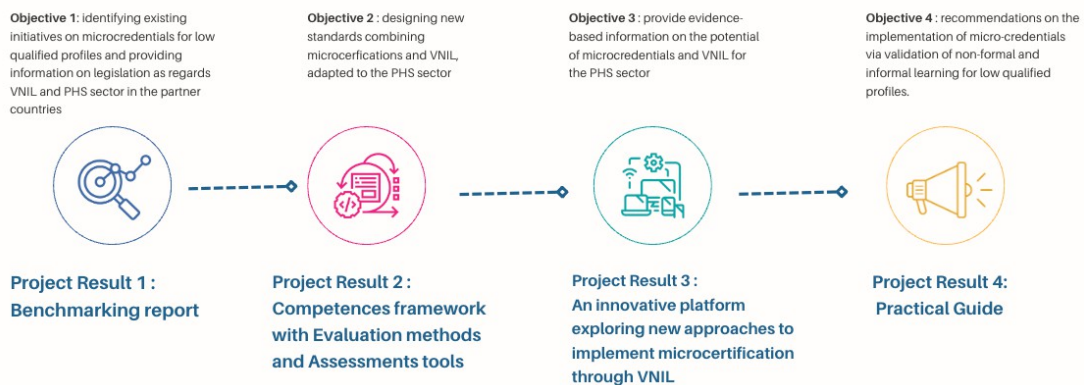 Objective 1: identifying existing
initiatives on microcredentials for low
qualified profiles and providing
information on legislation as regards
VNIL and PHS sector in the partner
countries
Objective 2 : designing new
standards combining
microcerfications and VNIL,
adapted to the PHS sector
Objective 3 : provide evidence-
based information on the potential
of microcredentials and VNIL for
the PHS sector
Objective 4 : recommendations on the
implementation of micro-credentials
via validation of non-formal and
informal learning for low qualified
profiles.
Project Result 1 :
Benchmarking report
Project Result 2 :
Competences framework
with Evaluation methods
and Assessments tools
Project Result 3 :
An innovative platform
exploring new approaches to
implement microcertification
through VNIL
Project Result 4:
Practical Guide